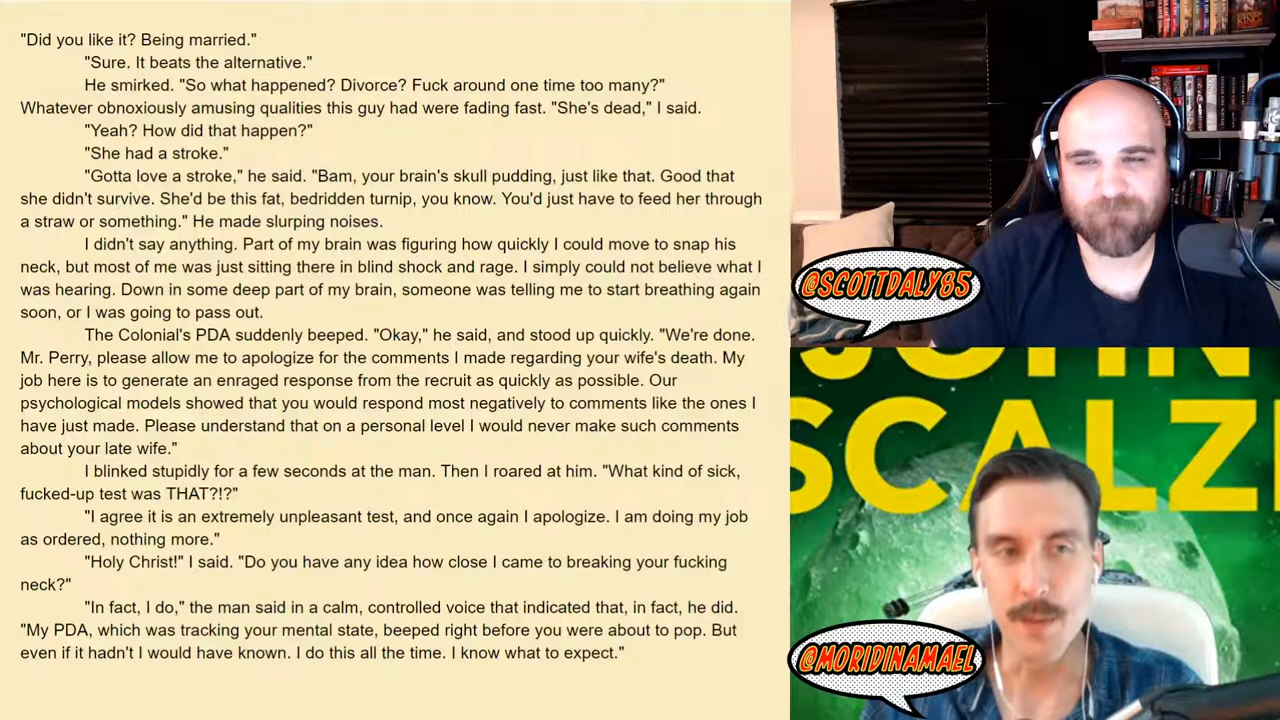 "Did you like it? Being married."
"Sure. It beats the alternative."
He smirked. "So what happened? Divorce? Fuck around one time too many?"
Whatever obnoxiously amusing qualities this guy had were fading fast. "She's dead," I said.
"Yeah? How did that happen?"
"She had a stroke."
"Gotta love a stroke," he said. "Bam, your brain's skull pudding, just like that. Good that
she didn't survive. She'd be this fat, bedridden turnip, you know. You'd just have to feed her through
a straw or something." He made slurping noises.
I didn't say anything. Part of my brain was figuring how quickly I could move to snap his
neck, but most of me was just sitting there in blind shock and rage. I simply could not believe what I
was hearing. Down in some deep part of my brain, someone was telling me to start breathing again
soon, or I was going to pass out.
The Colonial's PDA suddenly beeped. "Okay," he said, and stood up quickly. "We're done.
Mr. Perry, please allow me to apologize for the comments I made regarding your wife's death. My
job here is to generate an enraged response from the recruit as quickly as possible. Our
psychological models showed that you would respond most negatively to comments like the ones I
have just made. Please understand that on a personal level I would never make such comments
about your late wife."
I blinked stupidly for a few seconds at the man. Then I roared at him. "What kind of sick,
fucked-up test was THAT?!?"
"I agree it is an extremely unpleasant test, and once again I apologize. I am doing my job
as ordered, nothing more."
"Holy Christ!" I said. "Do you have any idea how close I came to breaking your fucking
neck?"
"In fact, I do," the man said in a calm, controlled voice that indicated that, in fact, he did.
"My PDA, which was tracking your mental state, beeped right before you were about to pop. But
even if it hadn't I would have known. I do this all the time. I know what to expect."
@SCOTTDALY85
JOHN
SCALZI
@MORIDINAMAEL